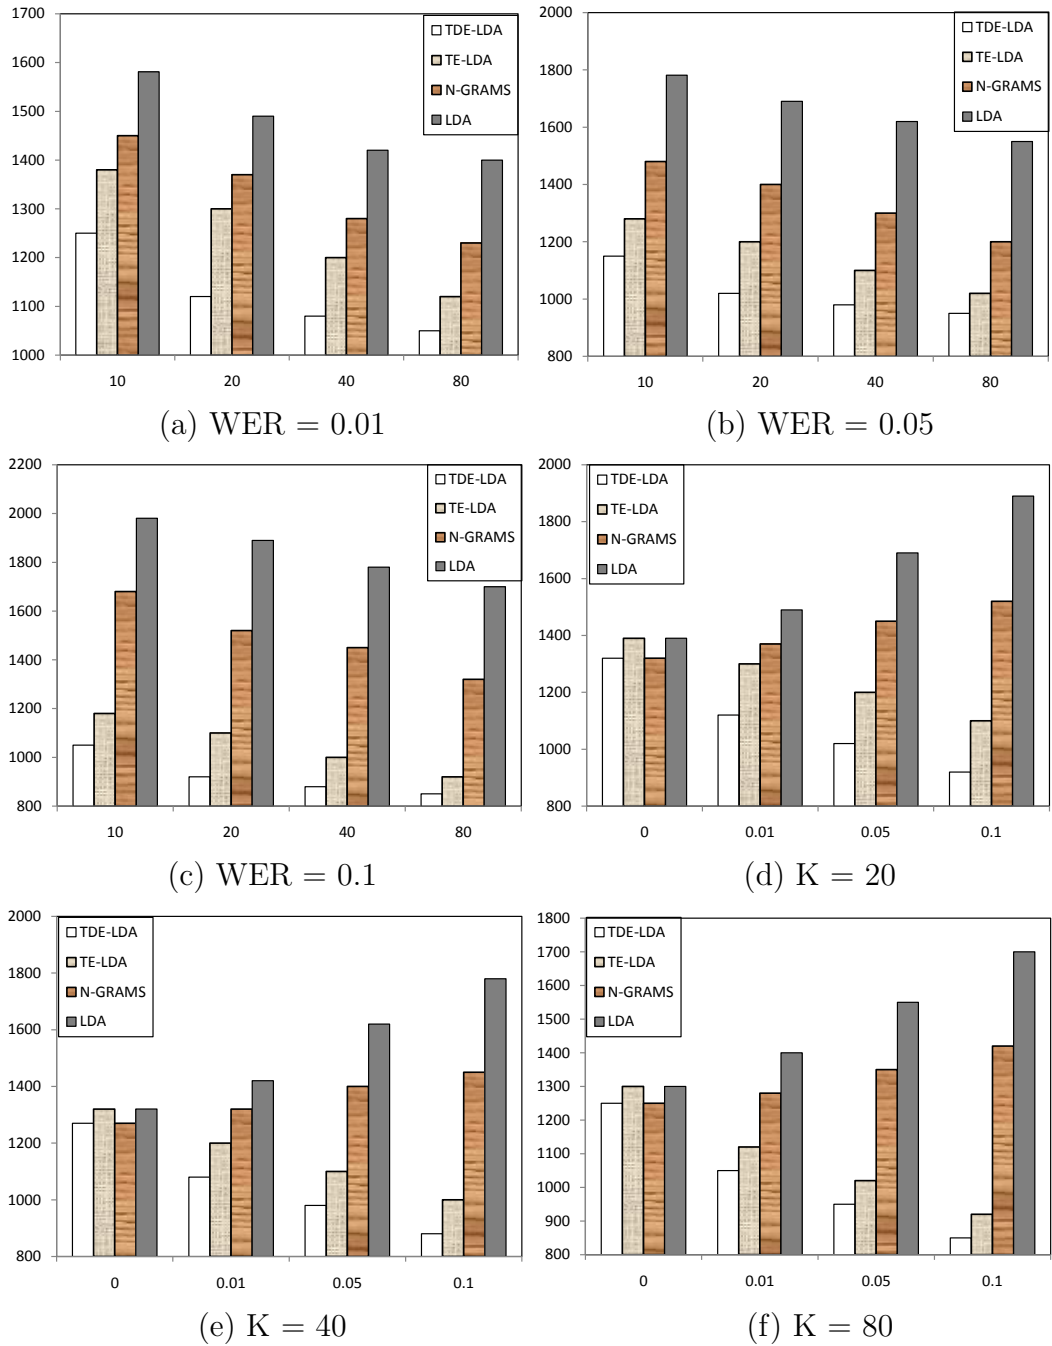 1700
1600
1500
1400
1300
1200
1100
1000
TDE-LDA
TE-LDA
N-GRAMS
LDA
10 20 40 80
(a) WER = 0.01
2000
1800
1600
1400
1200
1000
800
TDE-LDA
TE-LDA
N-GRAMS
LDA
10 20 40 80
(b) WER = 0.05
2200
2000
1800
1600
1400
1200
1000
800
TDE-LDA
TE-LDA
N-GRAMS
LDA
10 20 40 80
(c) WER = 0.1
2000
1800
1600
1400
1200
1000
800
TDE-LDA
TE-LDA
N-GRAMS
LDA
0 0.01 0.05 0.1
(d) K = 20
2000
1800
1600
1400
1200
1000
800
TDE-LDA
TE-LDA
N-GRAMS
LDA
0 0.01 0.05 0.1
(e) K = 40
1800
1700
1600
1500
1400
1300
1200
1100
1000
900
800
TDE-LDA
TE-LDA
N-GRAMS
LDA
0 0.01 0.05 0.1
(f) K = 80